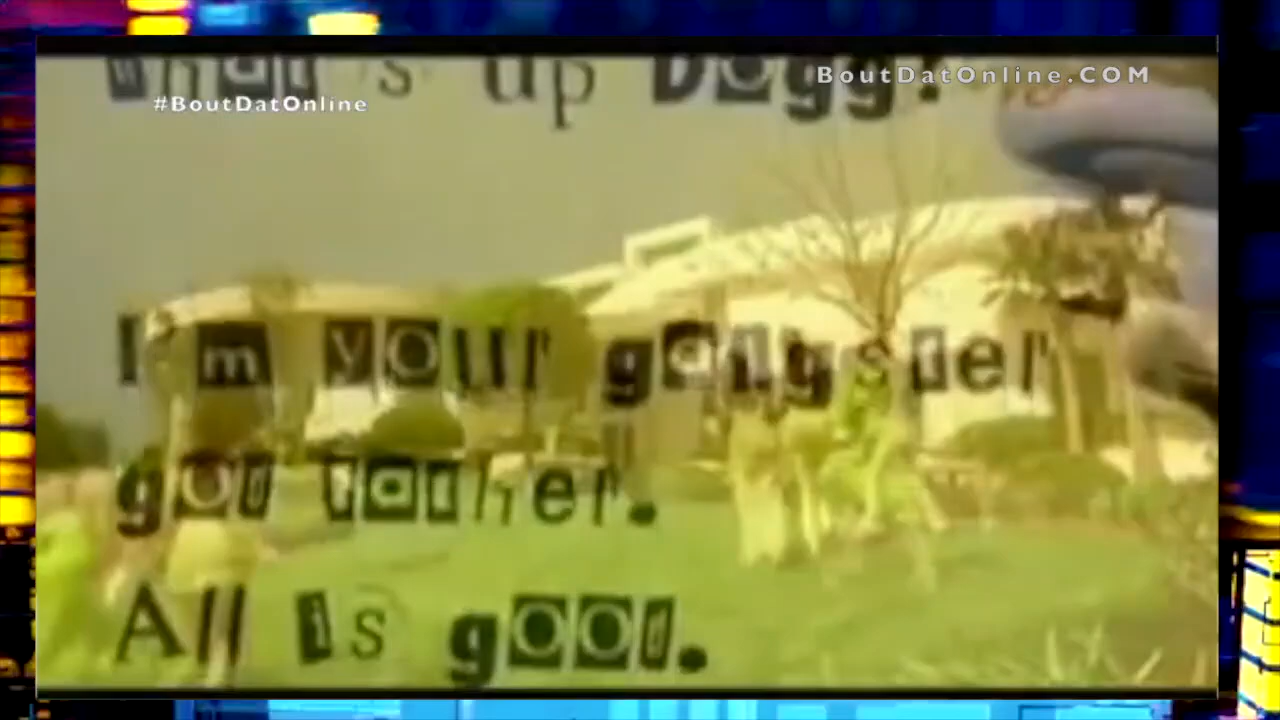 What's up Dogg?
BoutDatOnline.COM
#BoutDatOnline
I'm your gangster
god father.
All is good.